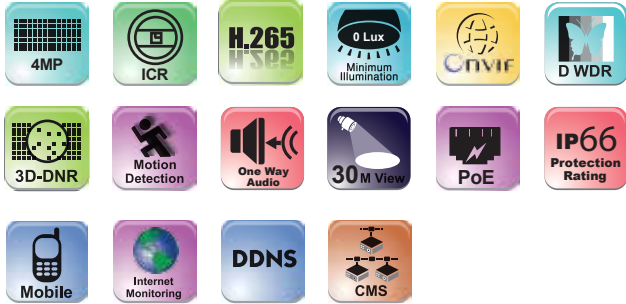 4MP
ICR
H.265
0 Lux
Minimum
Illumination
ONVIF
D WDR
3D-DNR
Motion
Detection
One Way
Audio
30M View
PoE
IP66
Protection
Rating
Mobile
Internet
Monitoring
DDNS
CMS